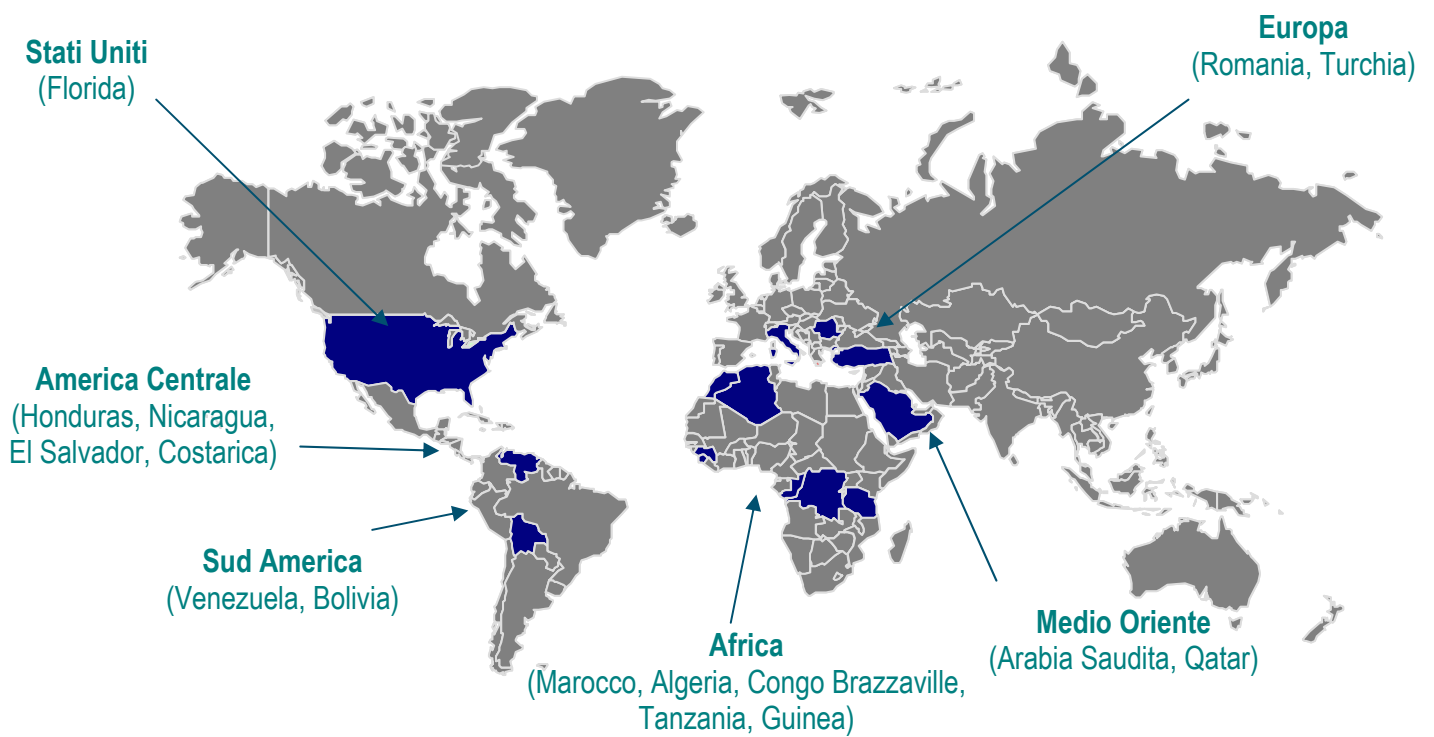 Stati Uniti
(Florida)
Europa
(Romania, Turchia)
America Centrale
(Honduras, Nicaragua,
El Salvador, Costarica)
Sud America
(Venezuela, Bolivia)
Africa
(Marocco, Algeria, Congo Brazzaville,
Tanzania, Guinea)
Medio Oriente
(Arabia Saudita, Qatar)